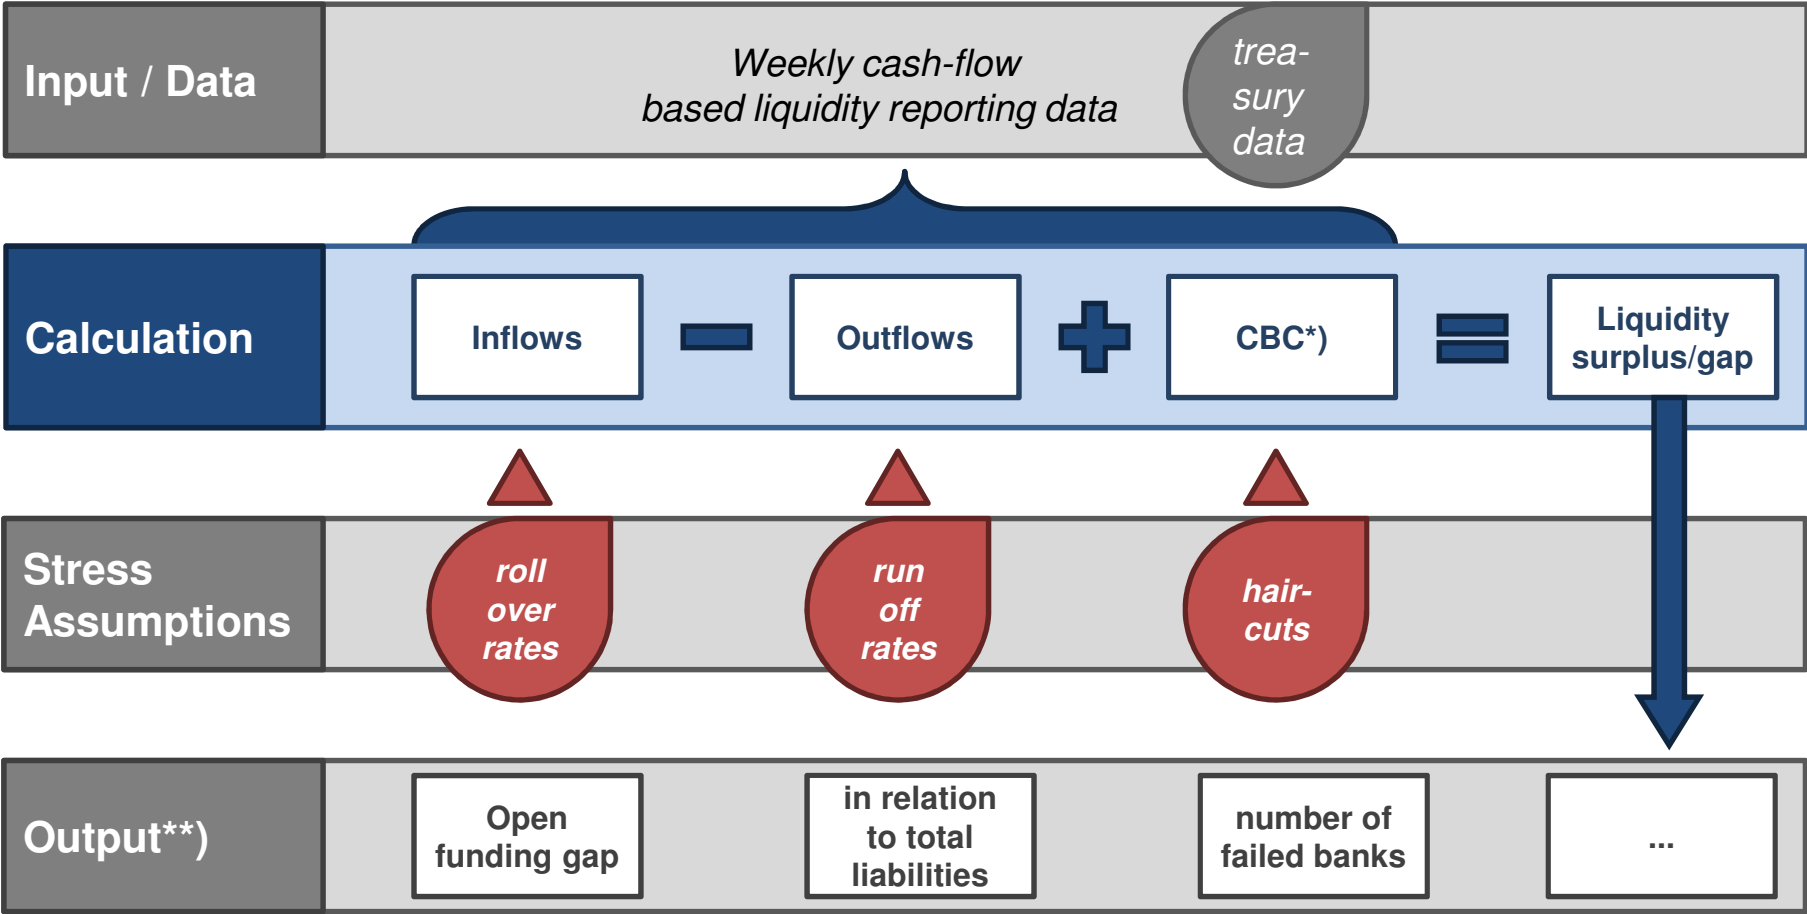 Input / Data
Weekly cash-flow
based liquidity reporting data
trea-
sury
data
Calculation
Inflows
Outflows
CBC*)
Liquidity
surplus/gap
Stress
Assumptions
roll
over
rates
run
off
rates
hair-
cuts
Output**)
Open
funding gap
in relation
to total
liabilities
number of
failed banks
...